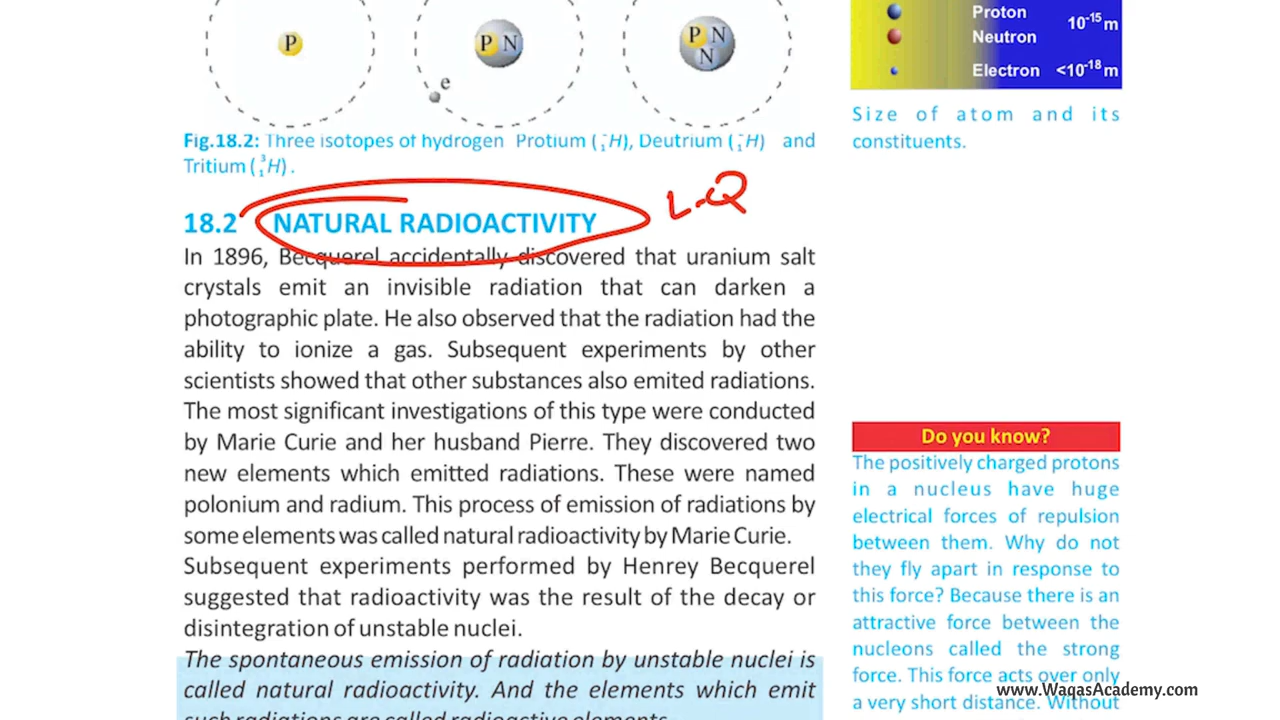 P
P N
e
P N
N
Fig.18.2: Three isotopes of hydrogen Protium (₁H), Deutrium (₁H) and
Tritium (³₁H).
18.2 NATURAL RADIOACTIVITY
L.Q
In 1896, Becquerel accidentally discovered that uranium salt
crystals emit an invisible radiation that can darken a
photographic plate. He also observed that the radiation had the
ability to ionize a gas. Subsequent experiments by other
scientists showed that other substances also emited radiations.
The most significant investigations of this type were conducted
by Marie Curie and her husband Pierre. They discovered two
new elements which emitted radiations. These were named
polonium and radium. This process of emission of radiations by
some elements was called natural radioactivity by Marie Curie.
Subsequent experiments performed by Henrey Becquerel
suggested that radioactivity was the result of the decay or
disintegration of unstable nuclei.
The spontaneous emission of radiation by unstable nuclei is
called natural radioactivity. And the elements which emit
such radiations are called radioactive elements.
Proton
Neutron
10⁻¹⁵m
Electron <10⁻¹⁸m
Size of atom and its
constituents.
Do you know?
The positively charged protons
in a nucleus have huge
electrical forces of repulsion
between them. Why do not
they fly apart in response to
this force? Because there is an
attractive force between the
nucleons called the strong
force. This force acts over only
a very short distance. Without
www.WaqasAcademy.com